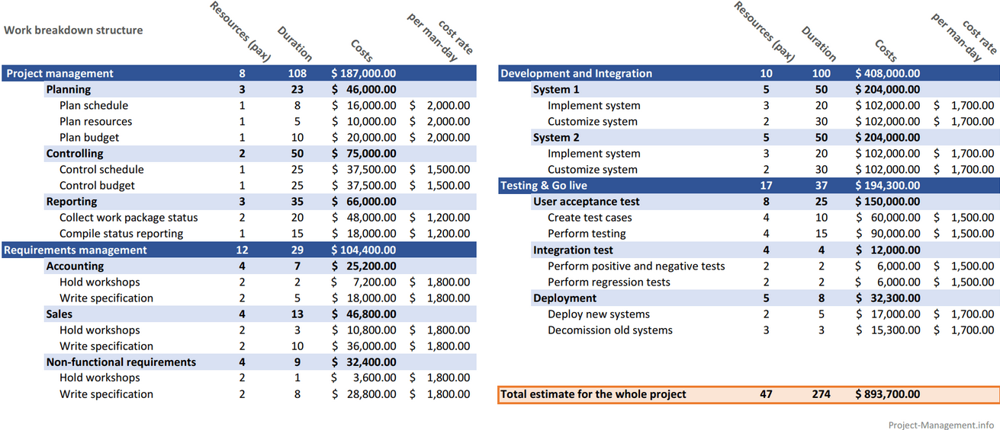 Work breakdown structure
Resources (pax) Duration Costs cost rate per man-day
Project management 8 108 $ 187,000.00
Planning 3 23 $ 46,000.00
Plan schedule 1 8 $ 16,000.00 $ 2,000.00
Plan resources 1 5 $ 10,000.00 $ 2,000.00
Plan budget 1 10 $ 20,000.00 $ 2,000.00
Controlling 2 50 $ 75,000.00
Control schedule 1 25 $ 37,500.00 $ 1,500.00
Control budget 1 25 $ 37,500.00 $ 1,500.00
Reporting 3 35 $ 66,000.00
Collect work package status 2 20 $ 48,000.00 $ 1,200.00
Compile status reporting 1 15 $ 18,000.00 $ 1,200.00
Requirements management 12 29 $ 104,400.00
Accounting 4 7 $ 25,200.00
Hold workshops 2 2 $ 7,200.00 $ 1,800.00
Write specification 2 5 $ 18,000.00 $ 1,800.00
Sales 4 13 $ 46,800.00
Hold workshops 2 3 $ 10,800.00 $ 1,800.00
Write specification 2 10 $ 36,000.00 $ 1,800.00
Non-functional requirements 4 9 $ 32,400.00
Hold workshops 2 1 $ 3,600.00 $ 1,800.00
Write specification 2 8 $ 28,800.00 $ 1,800.00
Resources (pax) Duration Costs cost rate per man-day
Development and Integration 10 100 $ 408,000.00
System 1 5 50 $ 204,000.00
Implement system 3 20 $ 102,000.00 $ 1,700.00
Customize system 2 30 $ 102,000.00 $ 1,700.00
System 2 5 50 $ 204,000.00
Implement system 3 20 $ 102,000.00 $ 1,700.00
Customize system 2 30 $ 102,000.00 $ 1,700.00
Testing & Go live 17 37 $ 194,300.00
User acceptance test 8 25 $ 150,000.00
Create test cases 4 10 $ 60,000.00 $ 1,500.00
Perform testing 4 15 $ 90,000.00 $ 1,500.00
Integration test 4 4 $ 12,000.00
Perform positive and negative tests 2 2 $ 6,000.00 $ 1,500.00
Perform regression tests 2 2 $ 6,000.00 $ 1,500.00
Deployment 5 8 $ 32,300.00
Deploy new systems 2 5 $ 17,000.00 $ 1,700.00
Decomission old systems 3 3 $ 15,300.00 $ 1,700.00
Total estimate for the whole project 47 274 $ 893,700.00
Project-Management.info